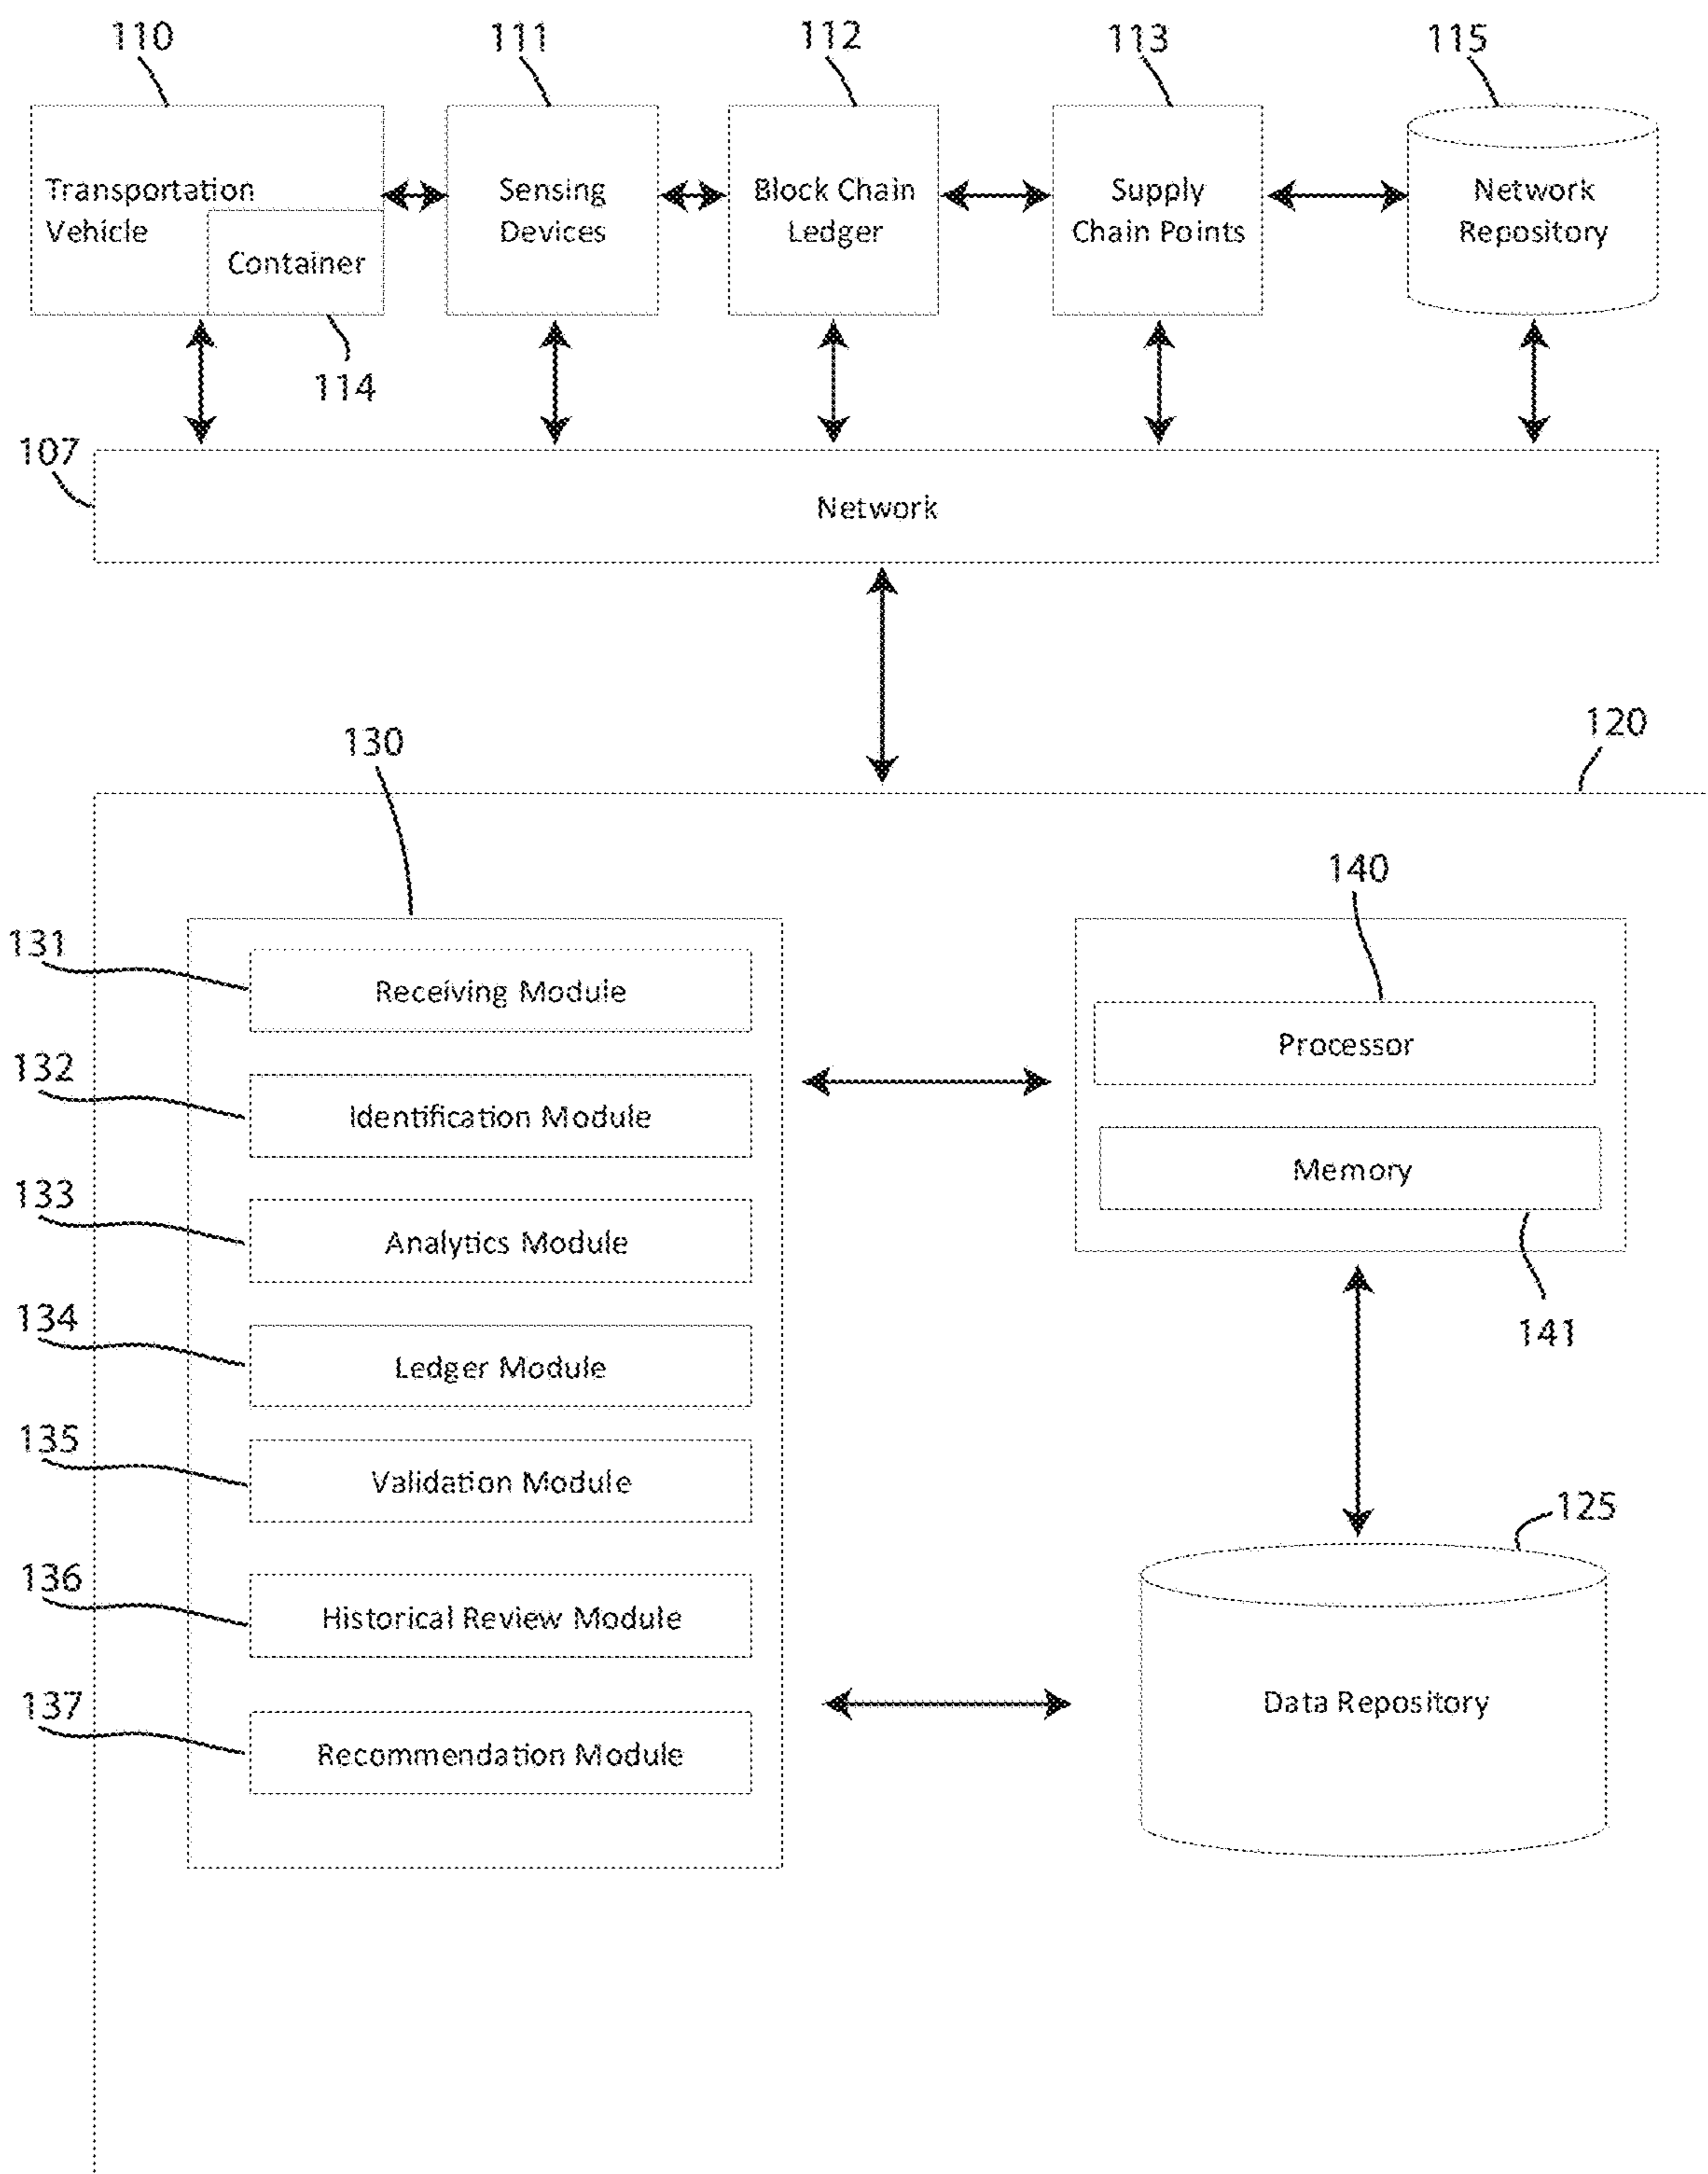 110
111
112
113
115
Transportation
Vehicle
Container
Sensing
Devices
Block Chain
Ledger
Supply
Chain Points
Network
Repository
114
107
Network
120
130
140
131
Receiving Module
132
Identification Module
133
Analytics Module
134
Ledger Module
135
Validation Module
136
Historical Review Module
137
Recommendation Module
Processor
Memory
141
125
Data Repository